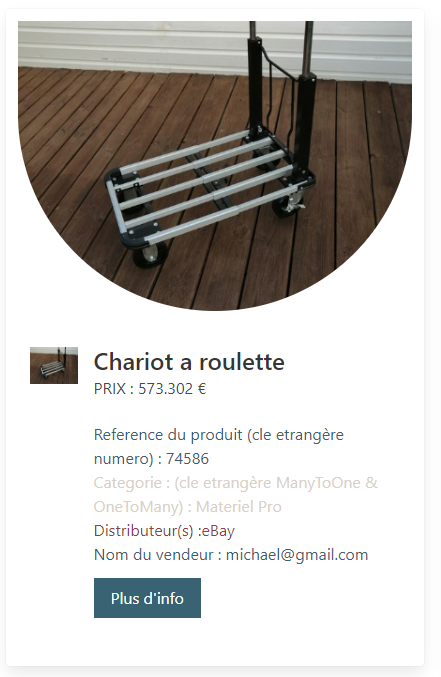 Chariot a roulette
PRIX : 573.302 €
Reference du produit (cle etrangère
numero) : 74586
Categorie : (cle etrangère ManyToOne &
OneToMany) : Materiel Pro
Distributeur(s) :eBay
Nom du vendeur : michael@gmail.com
Plus d'info